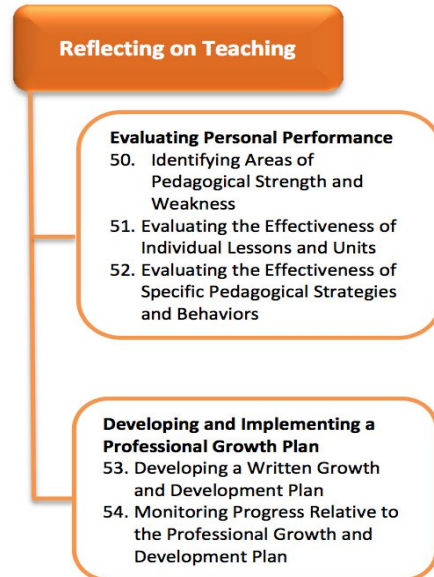 Reflecting on Teaching
Evaluating Personal Performance
50. Identifying Areas of
Pedagogical Strength and
Weakness
51. Evaluating the Effectiveness of
Individual Lessons and Units
52. Evaluating the Effectiveness of
Specific Pedagogical Strategies
and Behaviors
Developing and Implementing a
Professional Growth Plan
53. Developing a Written Growth
and Development Plan
54. Monitoring Progress Relative to
the Professional Growth and
Development Plan